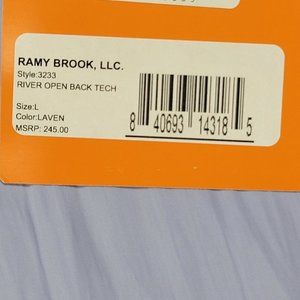 RAMY BROOK, LLC.
Style:3233
RIVER OPEN BACK TECH
Size:L
Color:LAVEN
MSRP: 245.00
8 40693 14318 5